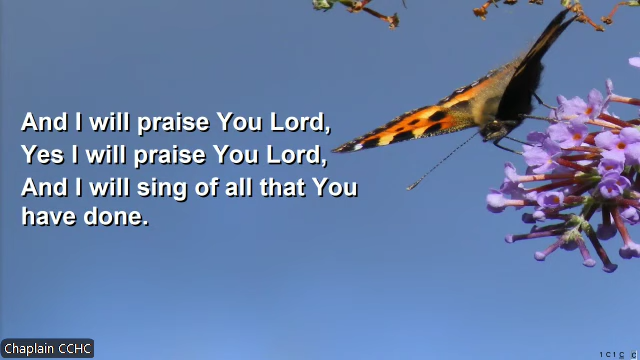 And I will praise You Lord,
Yes I will praise You Lord,
And I will sing of all that You
have done.
Chaplain CCHC